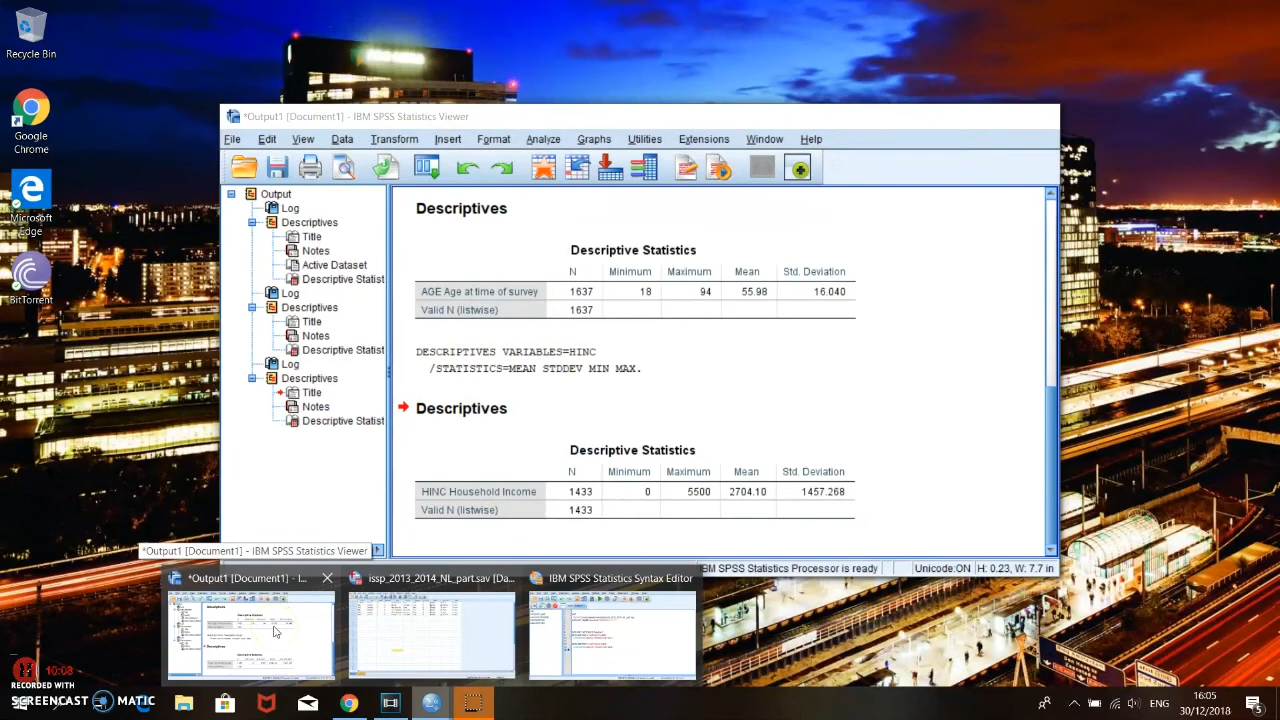 Recycle Bin
Google
Chrome
Microsoft
Edge
BitTorrent
*Output1 [Document1] - IBM SPSS Statistics Viewer
File Edit View Data Transform Insert Format Analyze Graphs Utilities Extensions Window Help
Output
Log
Descriptives
Title
Notes
Active Dataset
Descriptive Statist
Log
Descriptives
Title
Notes
Descriptive Statist
Log
Descriptives
Title
Notes
Descriptive Statist
Descriptives
Descriptive Statistics
N Minimum Maximum Mean Std. Deviation
AGE Age at time of survey 1637 18 94 55.98 16.040
Valid N (listwise) 1637
DESCRIPTIVES VARIABLES=HINC
/STATISTICS=MEAN STDDEV MIN MAX.
Descriptives
Descriptive Statistics
N Minimum Maximum Mean Std. Deviation
HINC Household Income 1433 0 5500 2704.10 1457.268
Valid N (listwise) 1433
*Output1 [Document1] - IBM SPSS Statistics Viewer
IBM SPSS Statistics Processor is ready Unicode:ON H: 0.23, W: 7.7 in
*Output1 [Document1] - I...
issp_2013_2014_NL_part.sav [Da...
IBM SPSS Statistics Syntax Editor
RECORDED WITH
SCREENCAST MATIC
ENG
16:05
30/12/2018
5